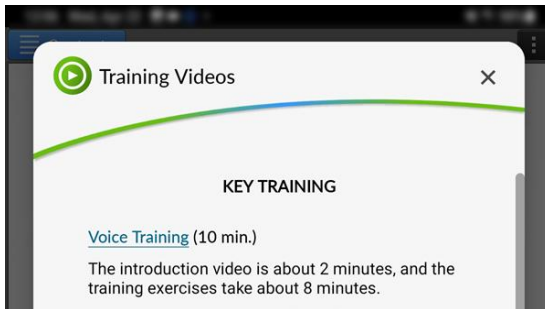 Training Videos
KEY TRAINING
Voice Training (10 min.)
The introduction video is about 2 minutes, and the
training exercises take about 8 minutes.